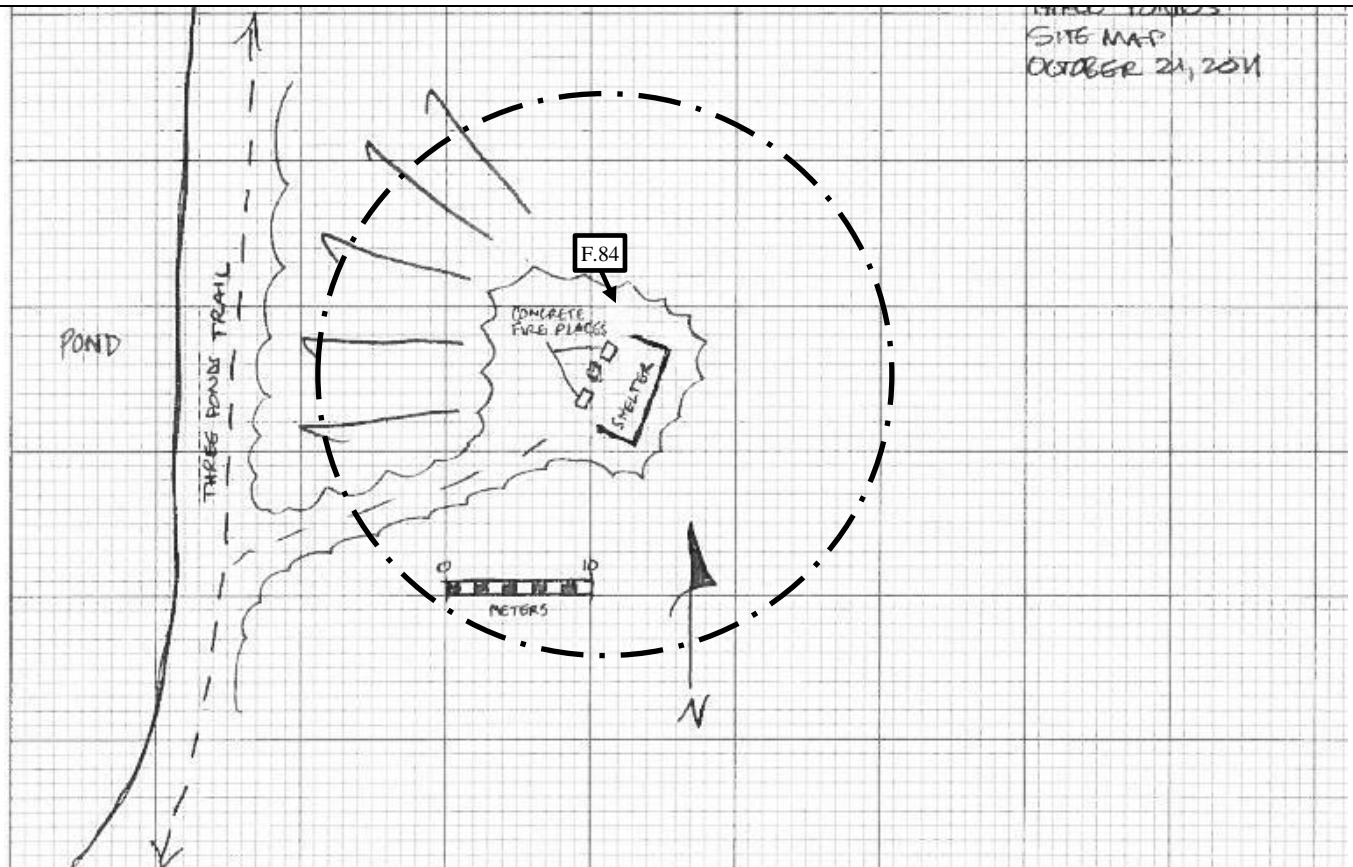 SITE MAP
OCTOBER 21, 2011
F.84
THREE PONDS TRAIL
CONCRETE
FIRE PLACES
POND
SHELTER
0 10
METERS
N